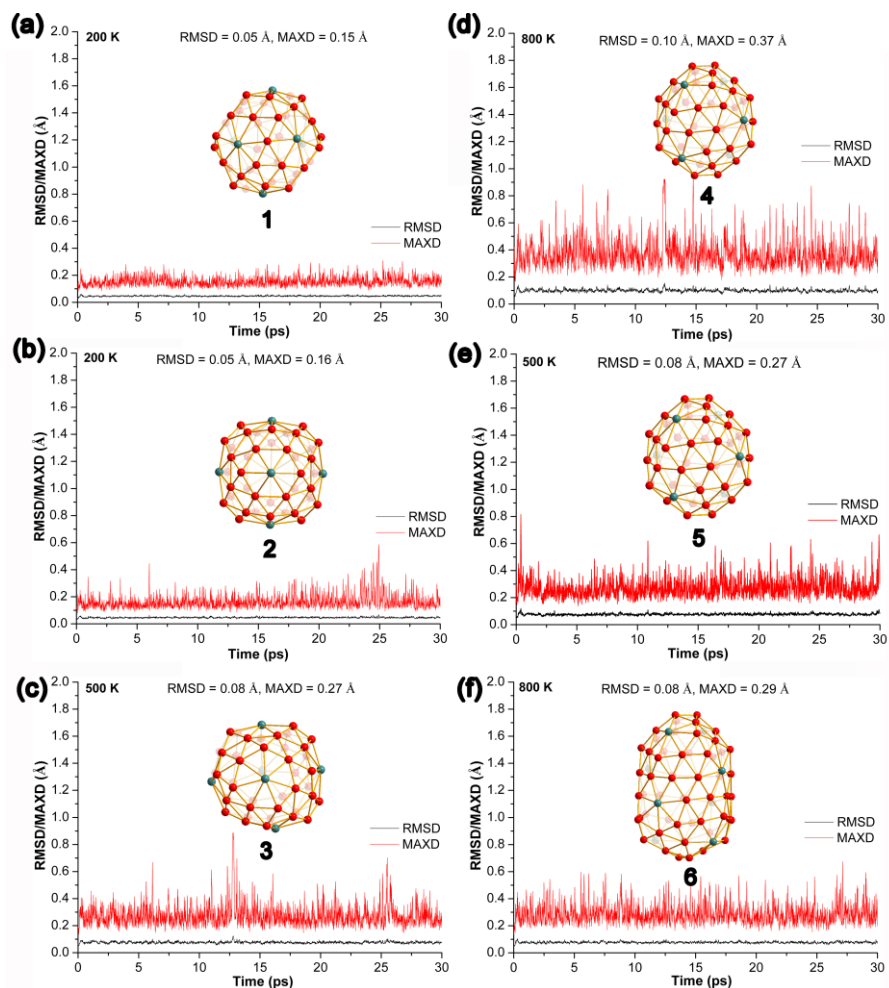 (a)
200 K
RMSD = 0.05 Å, MAXD = 0.15 Å
RMSD/MAXD (Å)
2.0
1.8
1.6
1.4
1.2
1.0
0.8
0.6
0.4
0.2
0.0
1
RMSD
MAXD
0 5 10 15 20 25 30
Time (ps)
(b)
200 K
RMSD = 0.05 Å, MAXD = 0.16 Å
RMSD/MAXD (Å)
2.0
1.8
1.6
1.4
1.2
1.0
0.8
0.6
0.4
0.2
0.0
2
RMSD
MAXD
0 5 10 15 20 25 30
Time (ps)
(c)
500 K
RMSD = 0.08 Å, MAXD = 0.27 Å
RMSD/MAXD (Å)
2.0
1.8
1.6
1.4
1.2
1.0
0.8
0.6
0.4
0.2
0.0
3
RMSD
MAXD
0 5 10 15 20 25 30
Time (ps)
(d)
800 K
RMSD = 0.10 Å, MAXD = 0.37 Å
RMSD/MAXD (Å)
2.0
1.8
1.6
1.4
1.2
1.0
0.8
0.6
0.4
0.2
0.0
4
RMSD
MAXD
0 5 10 15 20 25 30
Time (ps)
(e)
500 K
RMSD = 0.08 Å, MAXD = 0.27 Å
RMSD/MAXD (Å)
2.0
1.8
1.6
1.4
1.2
1.0
0.8
0.6
0.4
0.2
0.0
5
RMSD
MAXD
0 5 10 15 20 25 30
Time (ps)
(f)
800 K
RMSD = 0.08 Å, MAXD = 0.29 Å
RMSD/MAXD (Å)
2.0
1.8
1.6
1.4
1.2
1.0
0.8
0.6
0.4
0.2
0.0
6
RMSD
MAXD
0 5 10 15 20 25 30
Time (ps)